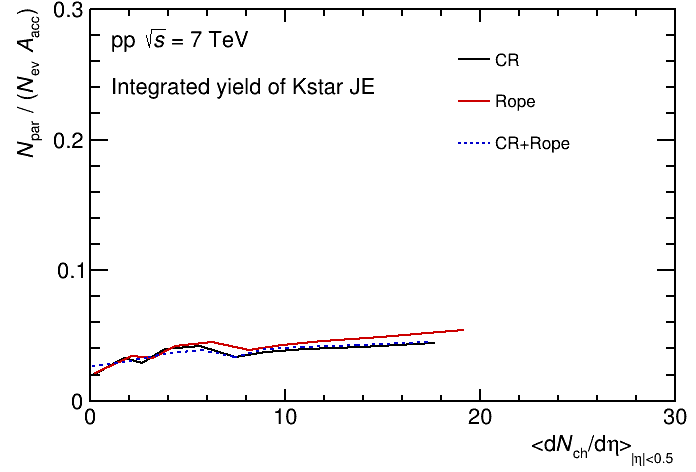 0.3
0.2
0.1
0
N_par / (N_ev A_acc)
pp √s = 7 TeV
Integrated yield of Kstar JE
CR
Rope
CR+Rope
0 10 20 30
<dN_ch/dη>_|η|<0.5